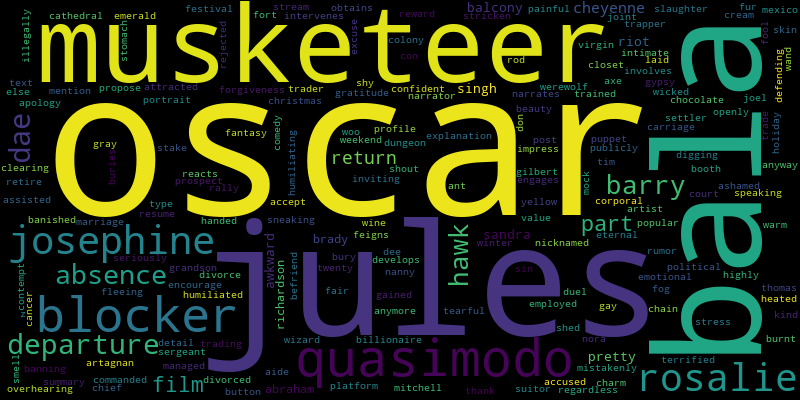 cathedral emerald festival stream obtains balcony cheyenne slaughter fur mexico
illegally musketeer fort intervenes reward stricken painful joint trapper cream skin
stomach rejected excuse colony con rod riot virgin intimate fool
text mention propose attracted forgiveness trader shy confident singh closet laid gypsy defending wand
else apology portrait christmas gratitude narrator narrates werewolf trained axe involves wicked chocolate joel openly
dae gray oscar fantasy comedy woo profile explanation don post beauty puppet publicly settler carriage trade holiday
clearing stake weekend dungeon impress tim digging booth anyway
buries reacts humiliating return shout inviting gilbert engages mock barry court ashamed
retire prospect accept ant yellow corporal speaking
assisted type rally wine value part artist popular
banished marriage resume handed sneaking feigns hawk sandra nicknamed eternal rumor warm
josephine seriously awkward brady dee winter duel emotional political
absence grandson divorce richardson bury develops fair twenty nanny befriend sin employed gay fog highly thomas
contempt fleeing encourage humiliated jules gained chain heated
cancer blocker anymore tearful shed stress kind
departure trading wizard billionaire nora burnt
smell artagnan detail sergeant managed quasimodo pretty terrified bala
banning film divorced aide mistakenly
overhearing summary commanded chief button abraham platform mitchell thank suitor accused regardless charm rosalie